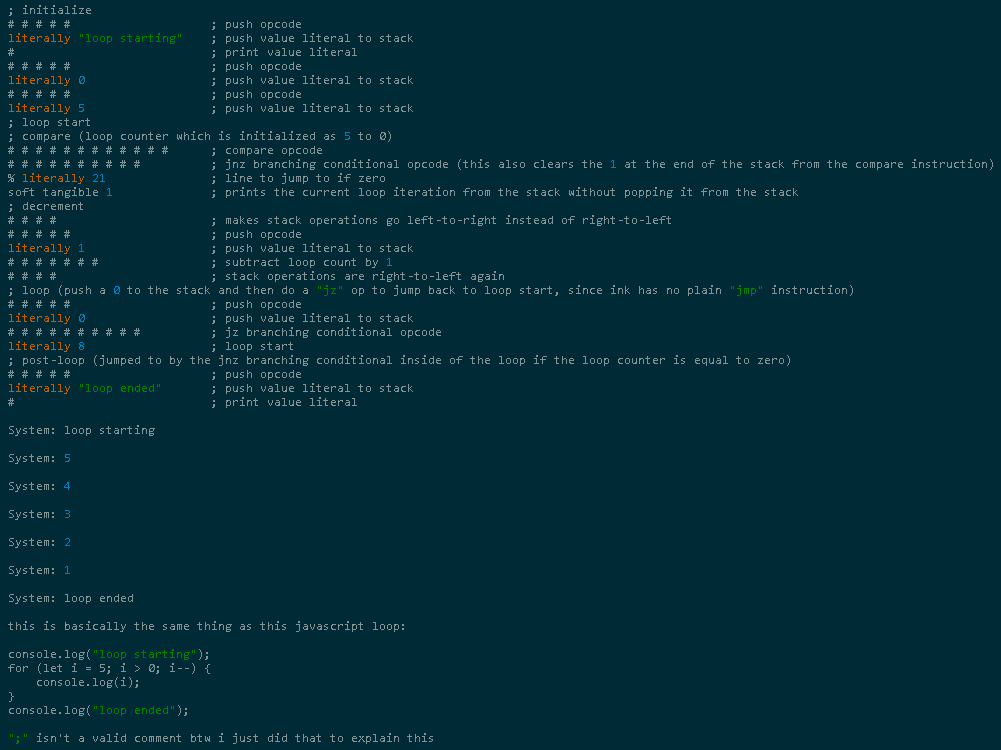 ; initialize
# # # # #                    ; push opcode
literally "loop starting"    ; push value literal to stack
#                            ; print value literal
# # # # #                    ; push opcode
literally 0                  ; push value literal to stack
# # # # #                    ; push opcode
literally 5                  ; push value literal to stack
; loop start
; compare (loop counter which is initialized as 5 to 0)
# # # # # # # # # # # #      ; compare opcode
# # # # # # # # # #          ; jnz branching conditional opcode (this also clears the 1 at the end of the stack from the compare instruction)
% literally 21               ; line to jump to if zero
soft tangible 1              ; prints the current loop iteration from the stack without popping it from the stack
; decrement
# # # #                      ; makes stack operations go left-to-right instead of right-to-left
# # # # #                    ; push opcode
literally 1                  ; push value literal to stack
# # # # # # #                ; subtract loop count by 1
# # # #                      ; stack operations are right-to-left again
; loop (push a 0 to the stack and then do a "jz" op to jump back to loop start, since ink has no plain "jmp" instruction)
# # # # #                    ; push opcode
literally 0                  ; push value literal to stack
# # # # # # # # # #          ; jz branching conditional opcode
literally 8                  ; loop start
; post-loop (jumped to by the jnz branching conditional inside of the loop if the loop counter is equal to zero)
# # # # #                    ; push opcode
literally "loop ended"       ; push value literal to stack
#                            ; print value literal
System: loop starting
System: 5
System: 4
System: 3
System: 2
System: 1
System: loop ended
this is basically the same thing as this javascript loop:
console.log("loop starting");
for (let i = 5; i > 0; i--) {
    console.log(i);
}
console.log("loop ended");
";" isn't a valid comment btw i just did that to explain this